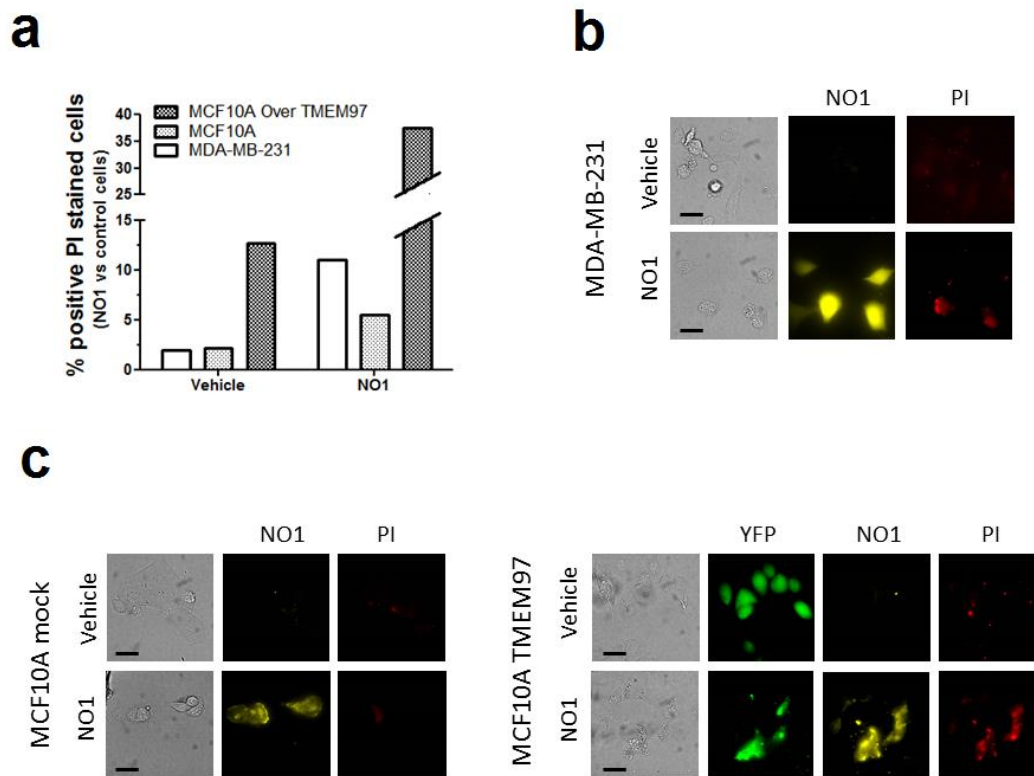 a
% positive PI stained cells
(NO1 vs control cells)
40
35
30
25
15
10
5
0
MCF10A Over TMEM97
MCF10A
MDA-MB-231
Vehicle NO1
b
NO1 PI
MDA-MB-231
Vehicle
NO1
c
NO1 PI
MCF10A mock
Vehicle
NO1
YFP NO1 PI
MCF10A TMEM97
Vehicle
NO1